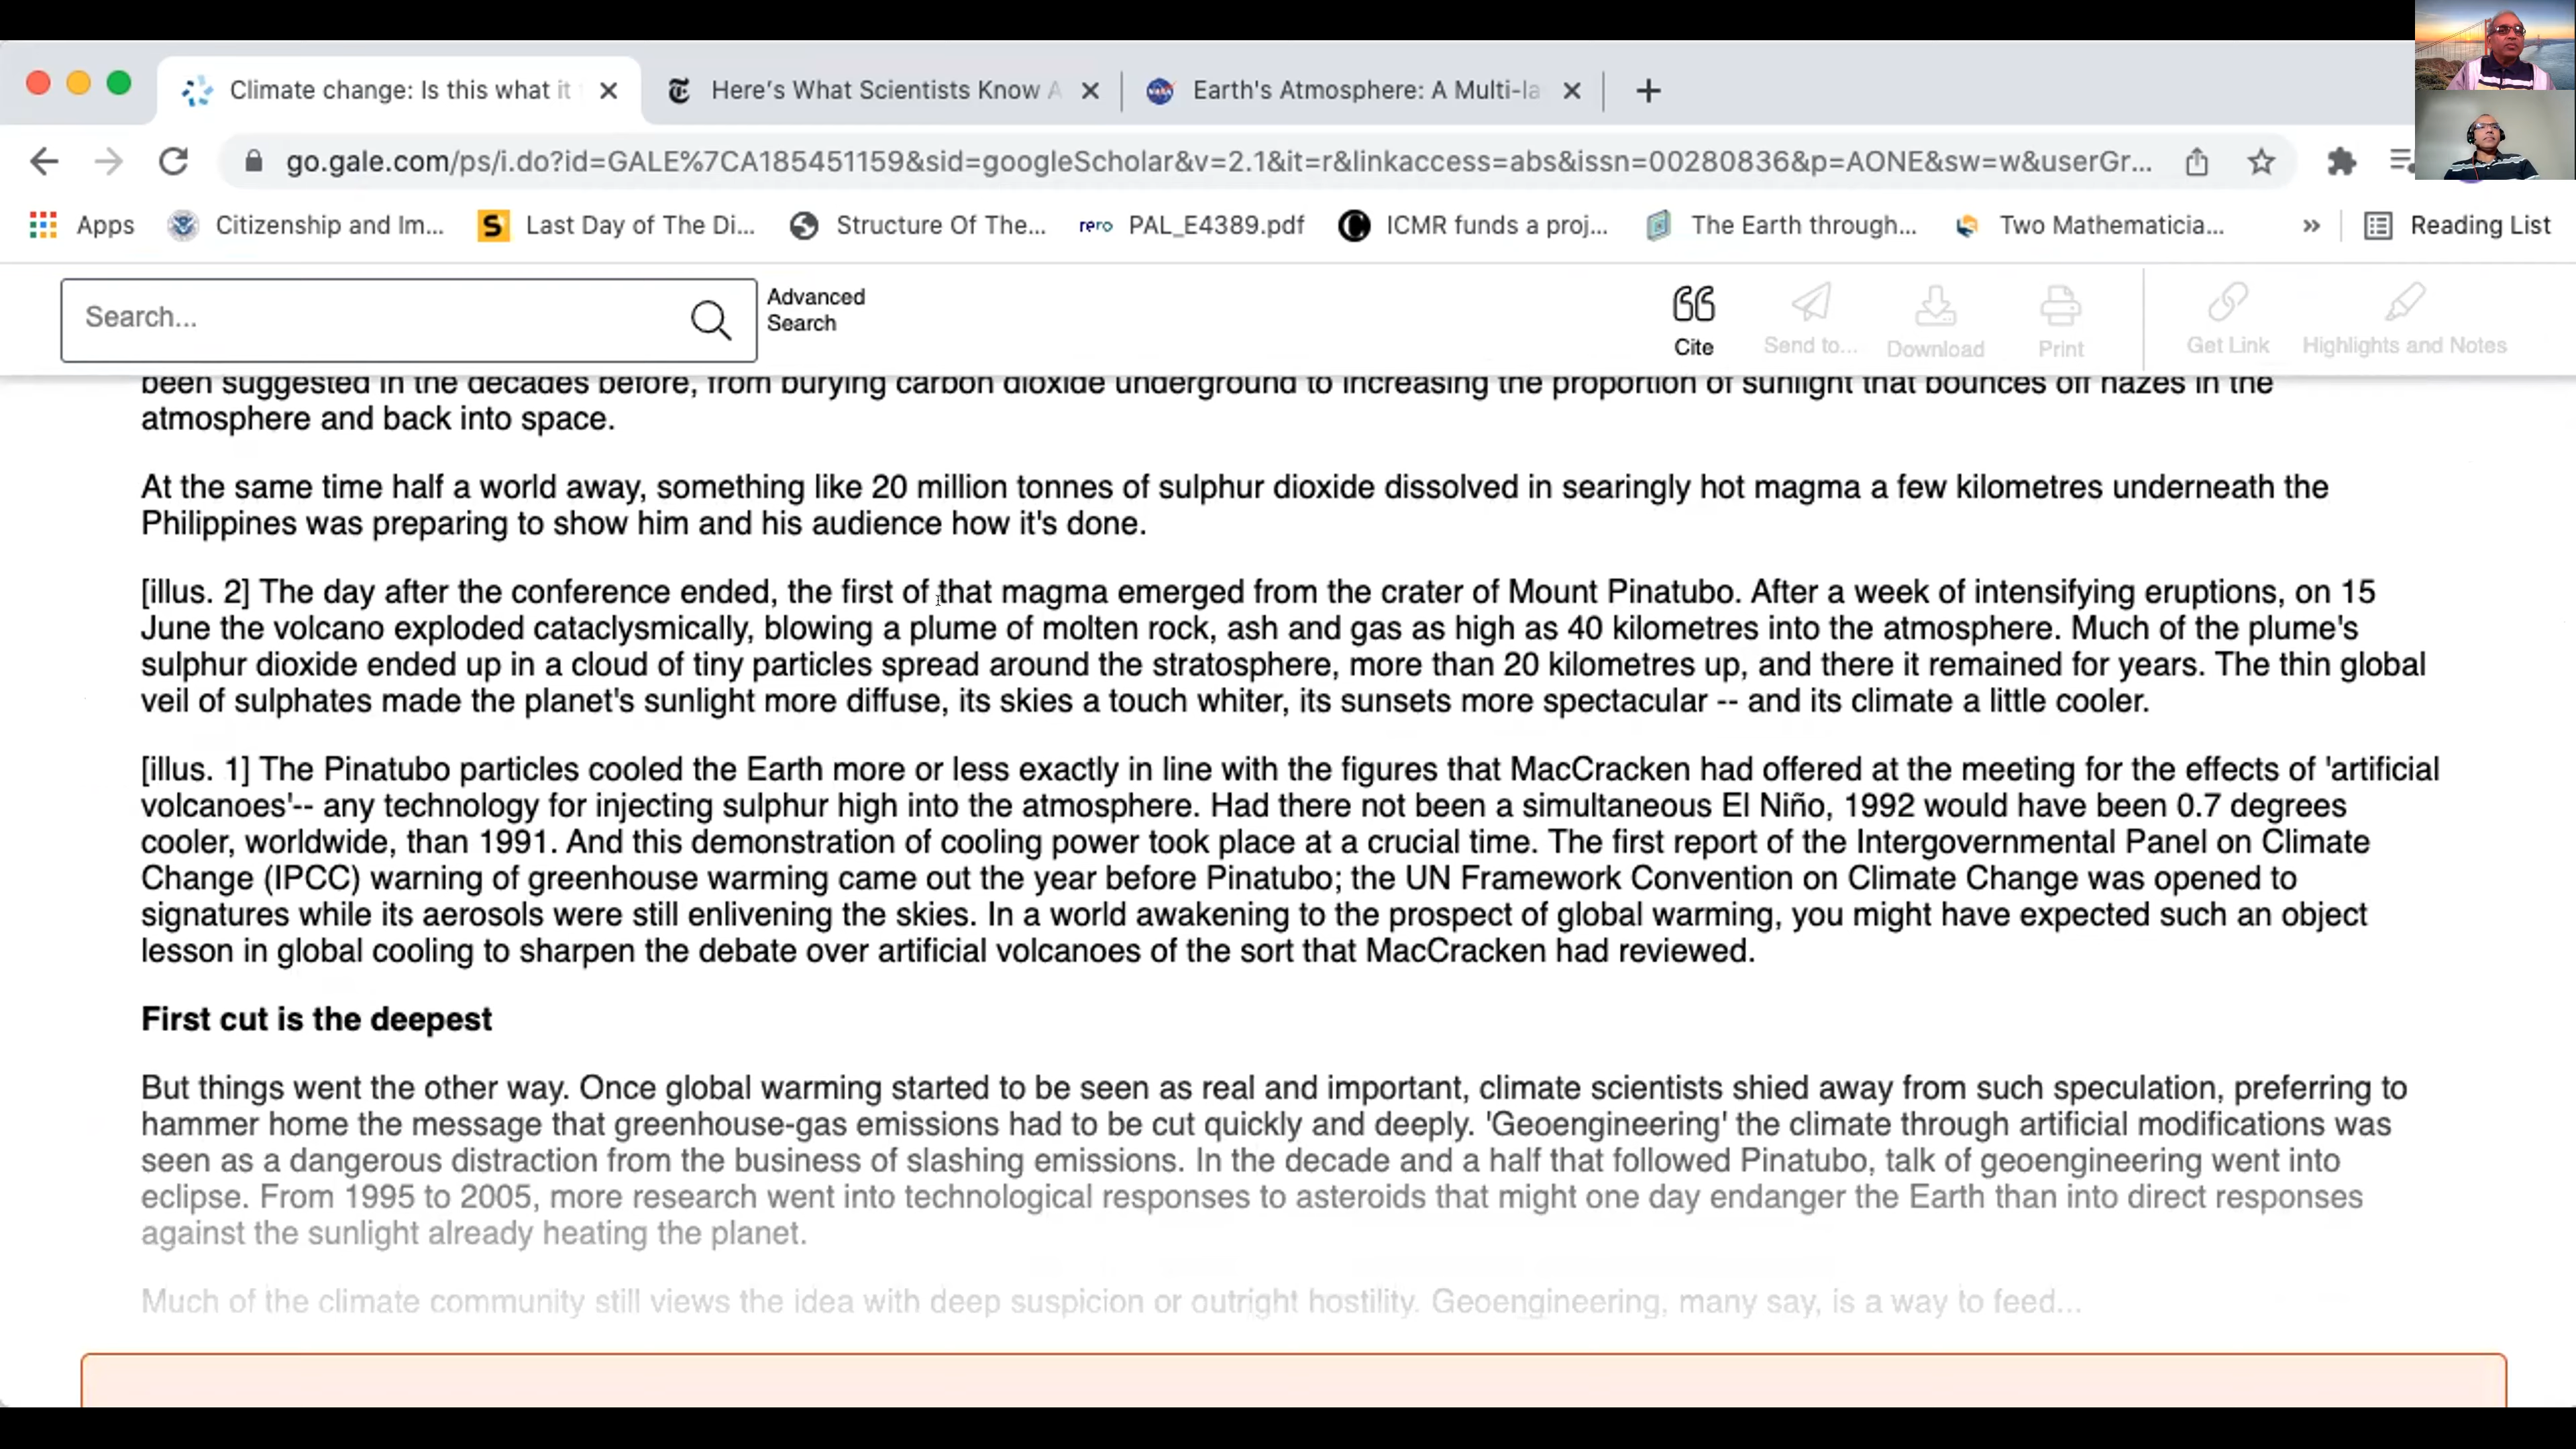 Climate change: Is this what it
Here's What Scientists Know A
Earth's Atmosphere: A Multi-la
go.gale.com/ps/i.do?id=GALE%7CA185451159&sid=googleScholar&v=2.1&it=r&linkaccess=abs&issn=00280836&p=AONE&sw=w&userGr...
Apps
Citizenship and Im...
Last Day of The Di...
Structure Of The...
rero PAL_E4389.pdf
ICMR funds a proj...
The Earth through...
Two Mathematicia...
»
Reading List
Search...
Advanced
Search
Cite
Send to...
Download
Print
Get Link
Highlights and Notes
been suggested in the decades before, from burying carbon dioxide underground to increasing the proportion of sunlight that bounces off hazes in the
atmosphere and back into space.
At the same time half a world away, something like 20 million tonnes of sulphur dioxide dissolved in searingly hot magma a few kilometres underneath the
Philippines was preparing to show him and his audience how it's done.
[illus. 2] The day after the conference ended, the first of that magma emerged from the crater of Mount Pinatubo. After a week of intensifying eruptions, on 15
June the volcano exploded cataclysmically, blowing a plume of molten rock, ash and gas as high as 40 kilometres into the atmosphere. Much of the plume's
sulphur dioxide ended up in a cloud of tiny particles spread around the stratosphere, more than 20 kilometres up, and there it remained for years. The thin global
veil of sulphates made the planet's sunlight more diffuse, its skies a touch whiter, its sunsets more spectacular -- and its climate a little cooler.
[illus. 1] The Pinatubo particles cooled the Earth more or less exactly in line with the figures that MacCracken had offered at the meeting for the effects of 'artificial
volcanoes'-- any technology for injecting sulphur high into the atmosphere. Had there not been a simultaneous El Niño, 1992 would have been 0.7 degrees
cooler, worldwide, than 1991. And this demonstration of cooling power took place at a crucial time. The first report of the Intergovernmental Panel on Climate
Change (IPCC) warning of greenhouse warming came out the year before Pinatubo; the UN Framework Convention on Climate Change was opened to
signatures while its aerosols were still enlivening the skies. In a world awakening to the prospect of global warming, you might have expected such an object
lesson in global cooling to sharpen the debate over artificial volcanoes of the sort that MacCracken had reviewed.
First cut is the deepest
But things went the other way. Once global warming started to be seen as real and important, climate scientists shied away from such speculation, preferring to
hammer home the message that greenhouse-gas emissions had to be cut quickly and deeply. 'Geoengineering' the climate through artificial modifications was
seen as a dangerous distraction from the business of slashing emissions. In the decade and a half that followed Pinatubo, talk of geoengineering went into
eclipse. From 1995 to 2005, more research went into technological responses to asteroids that might one day endanger the Earth than into direct responses
against the sunlight already heating the planet.
Much of the climate community still views the idea with deep suspicion or outright hostility. Geoengineering, many say, is a way to feed...